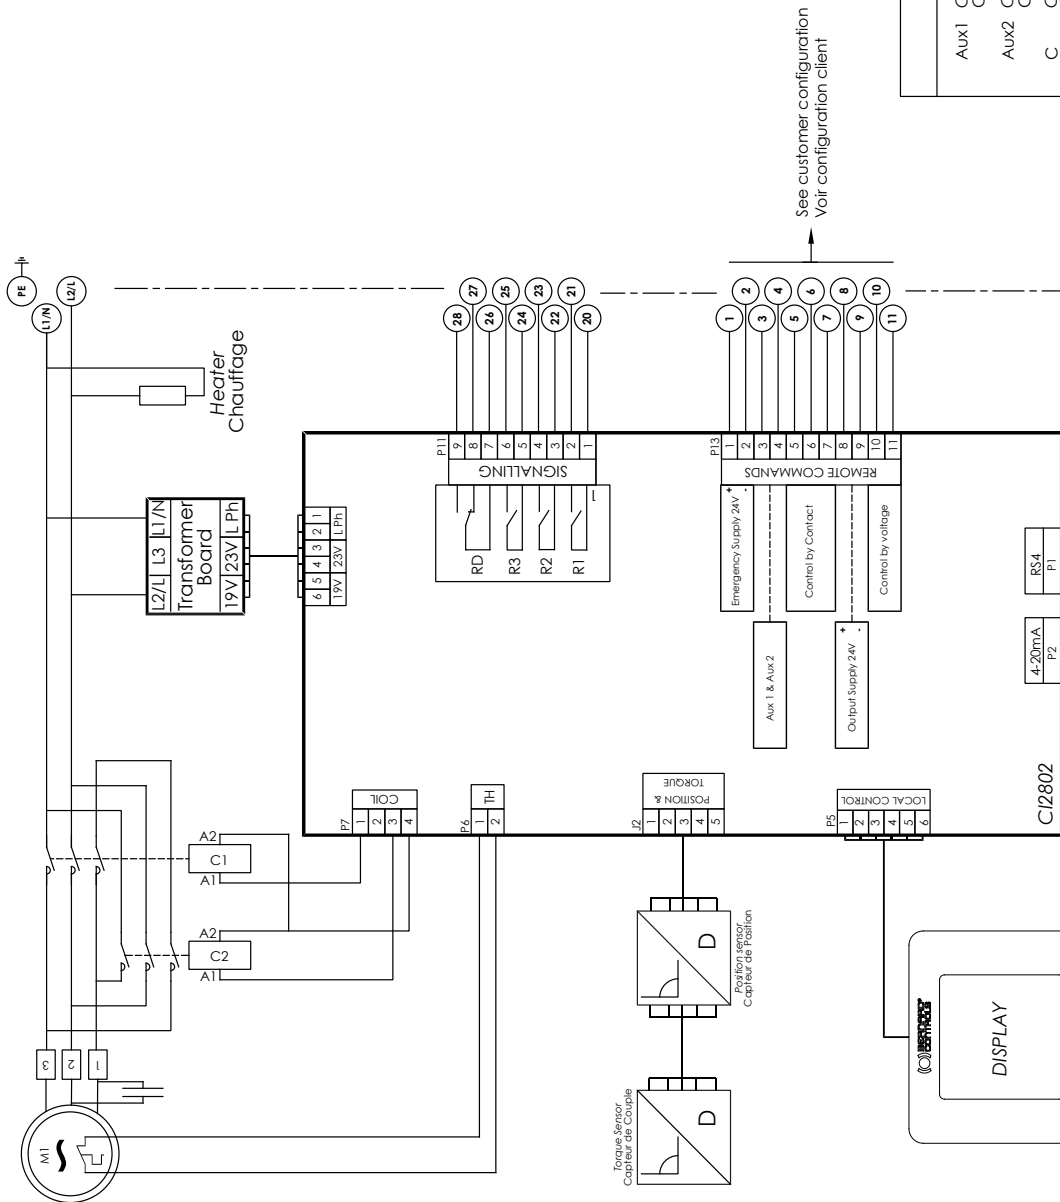 PE
L1/N
L2/L
Heater
Chauffage
L2/L L3 L1/N
Transformer
Board
19V 23V L Ph
6 5 4 3 2 1
19V 23V L Ph
3
2
1
M1
A2
C1
A1
A2
C2
A1
P7
COIL
1
2
3
4
P6
TH
1
2
J2
POSITION &
TORQUE
1
2
3
4
5
P5
LOCAL CONTROL
1
2
3
4
5
6
P11
SIGNALLING
9
8
7
6
5
4
3
2
1
28
27
26
25
24
23
22
21
20
RD
R3
R2
R1
1
P13
REMOTE COMMANDS
1
2
3
4
5
6
7
8
9
10
11
1
2
3
4
5
6
7
8
9
10
11
Emergency Supply 24V + -
Aux 1 & Aux 2
Control by Contact
Output Supply 24V + -
Control by voltage
See customer configuration
Voir configuration client
Aux1
Aux2
C
4-20mA
P2
RS4
P1
CI2802
D
Position sensor
Capteur de Position
D
Torque Sensor
Capteur de Couple
CONTROLS
DISPLAY